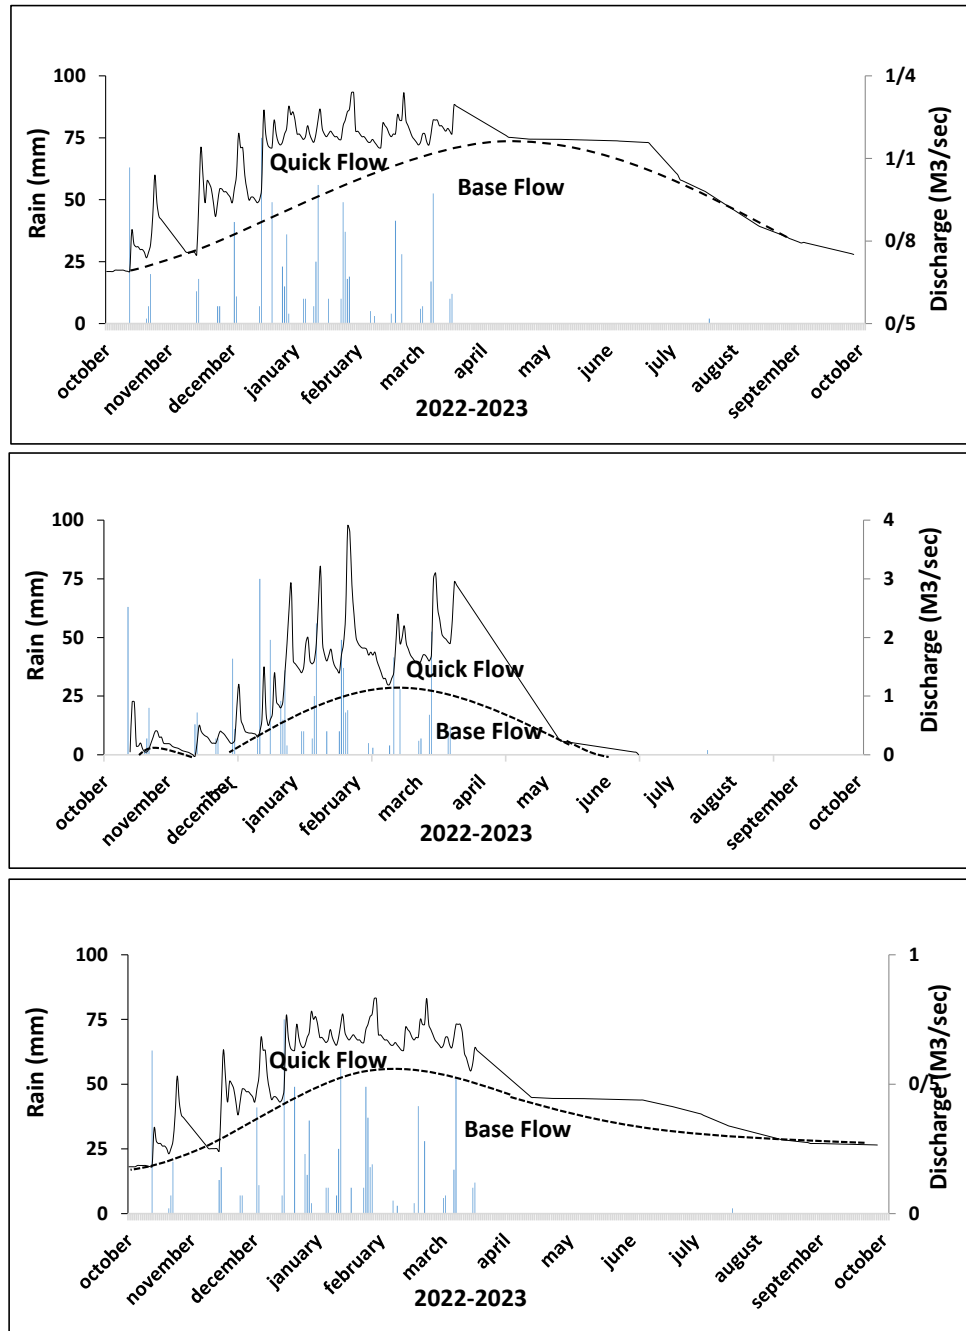 100
75
50
25
0
Rain (mm)
1/4
1/1
0/8
0/5
Discharge (M3/sec)
Quick Flow
Base Flow
october
november
december
january
february
march
april
may
june
july
august
september
october
2022-2023
100
75
50
25
0
Rain (mm)
4
3
2
1
0
Discharge (M3/sec)
Quick Flow
Base Flow
october
november
december
january
february
march
april
may
june
july
august
september
october
2022-2023
100
75
50
25
0
Rain (mm)
1
0/5
0
Discharge (M3/sec)
Quick Flow
Base Flow
october
november
december
january
february
march
april
may
june
july
august
september
october
2022-2023